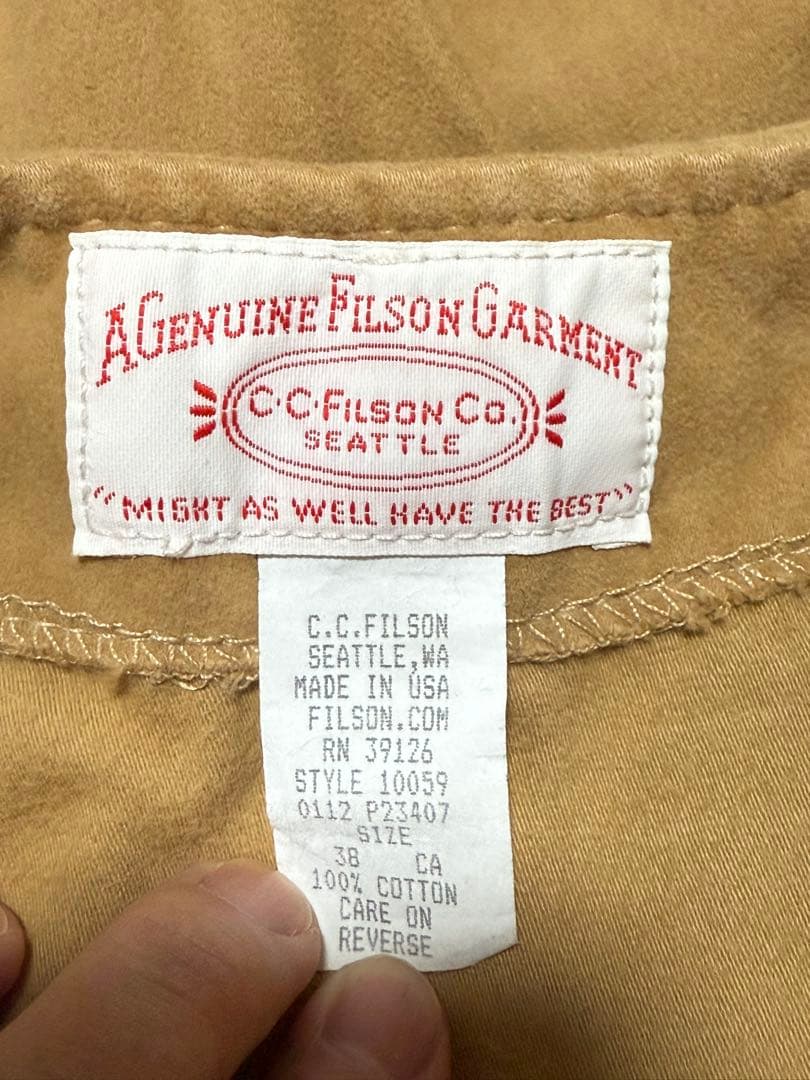 A GENUINE FILSON GARMENT
C·C·FILSON CO.
SEATTLE
"MIGHT AS WELL HAVE THE BEST"
C.C.FILSON
SEATTLE,WA
MADE IN USA
FILSON.COM
RN 39126
STYLE 10059
0112 P23407
SIZE
38 CA
100% COTTON
CARE ON
REVERSE